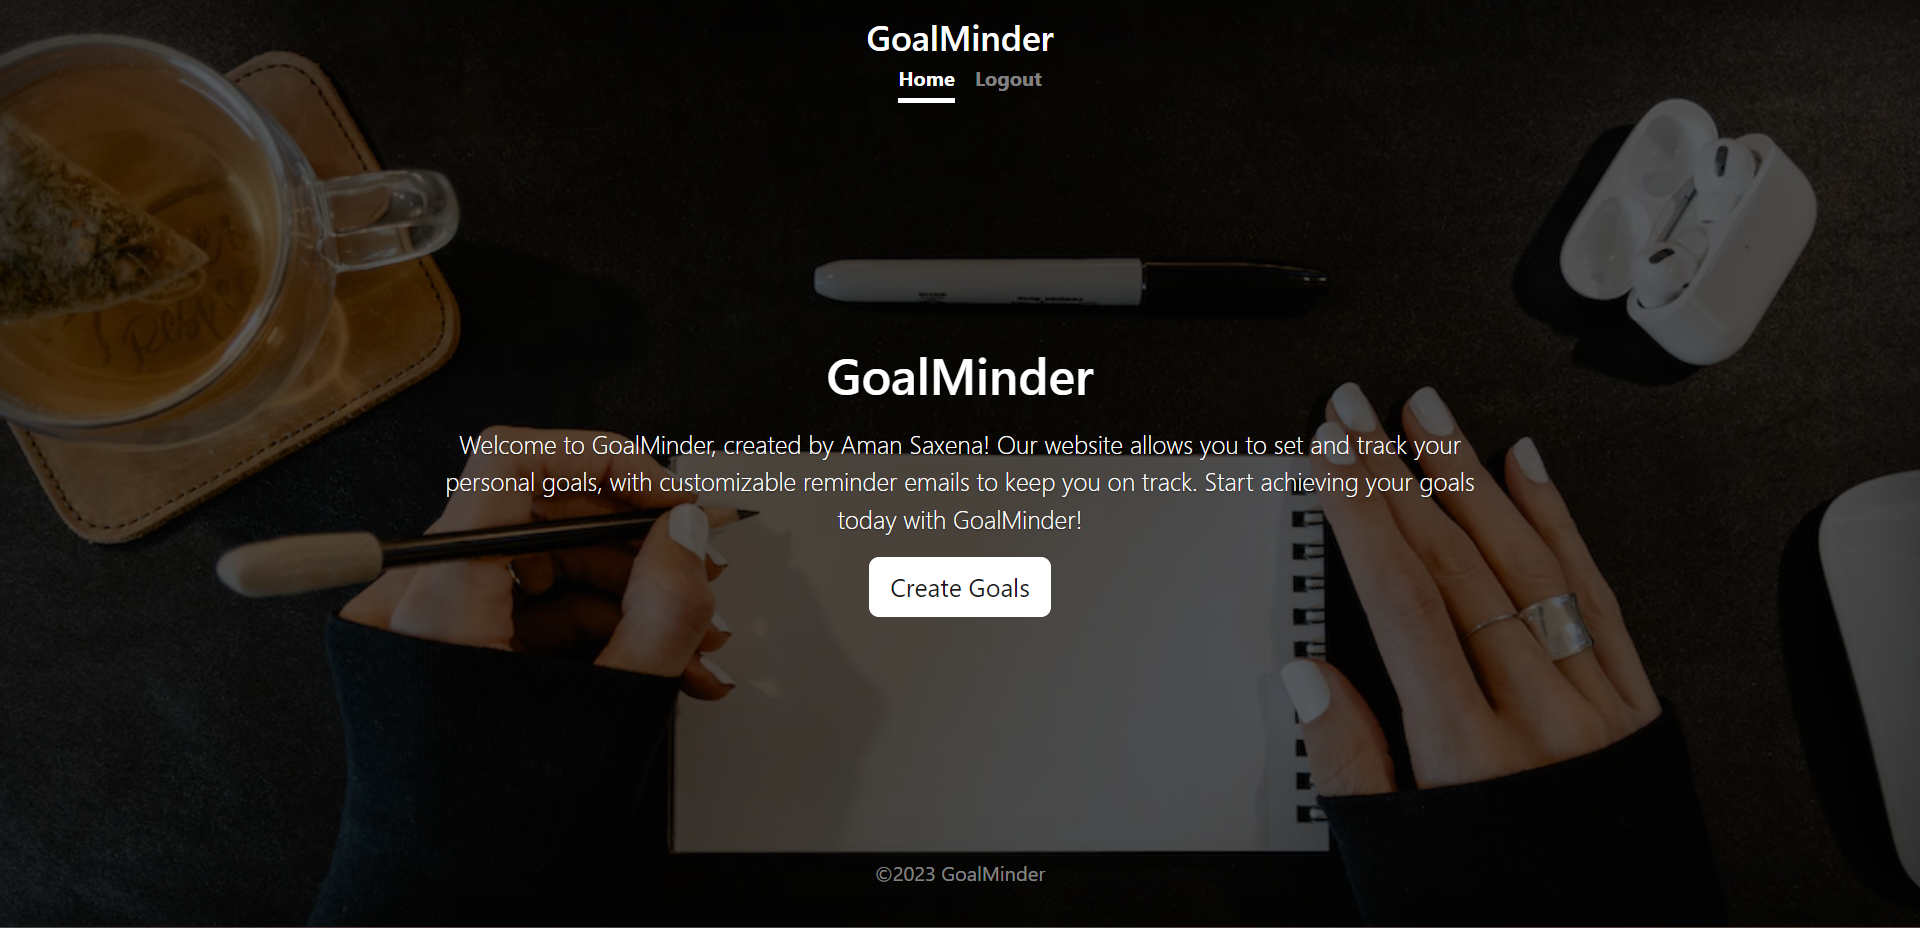 GoalMinder
Home Logout
GoalMinder
Welcome to GoalMinder, created by Aman Saxena! Our website allows you to set and track your
personal goals, with customizable reminder emails to keep you on track. Start achieving your goals
today with GoalMinder!
Create Goals
©2023 GoalMinder